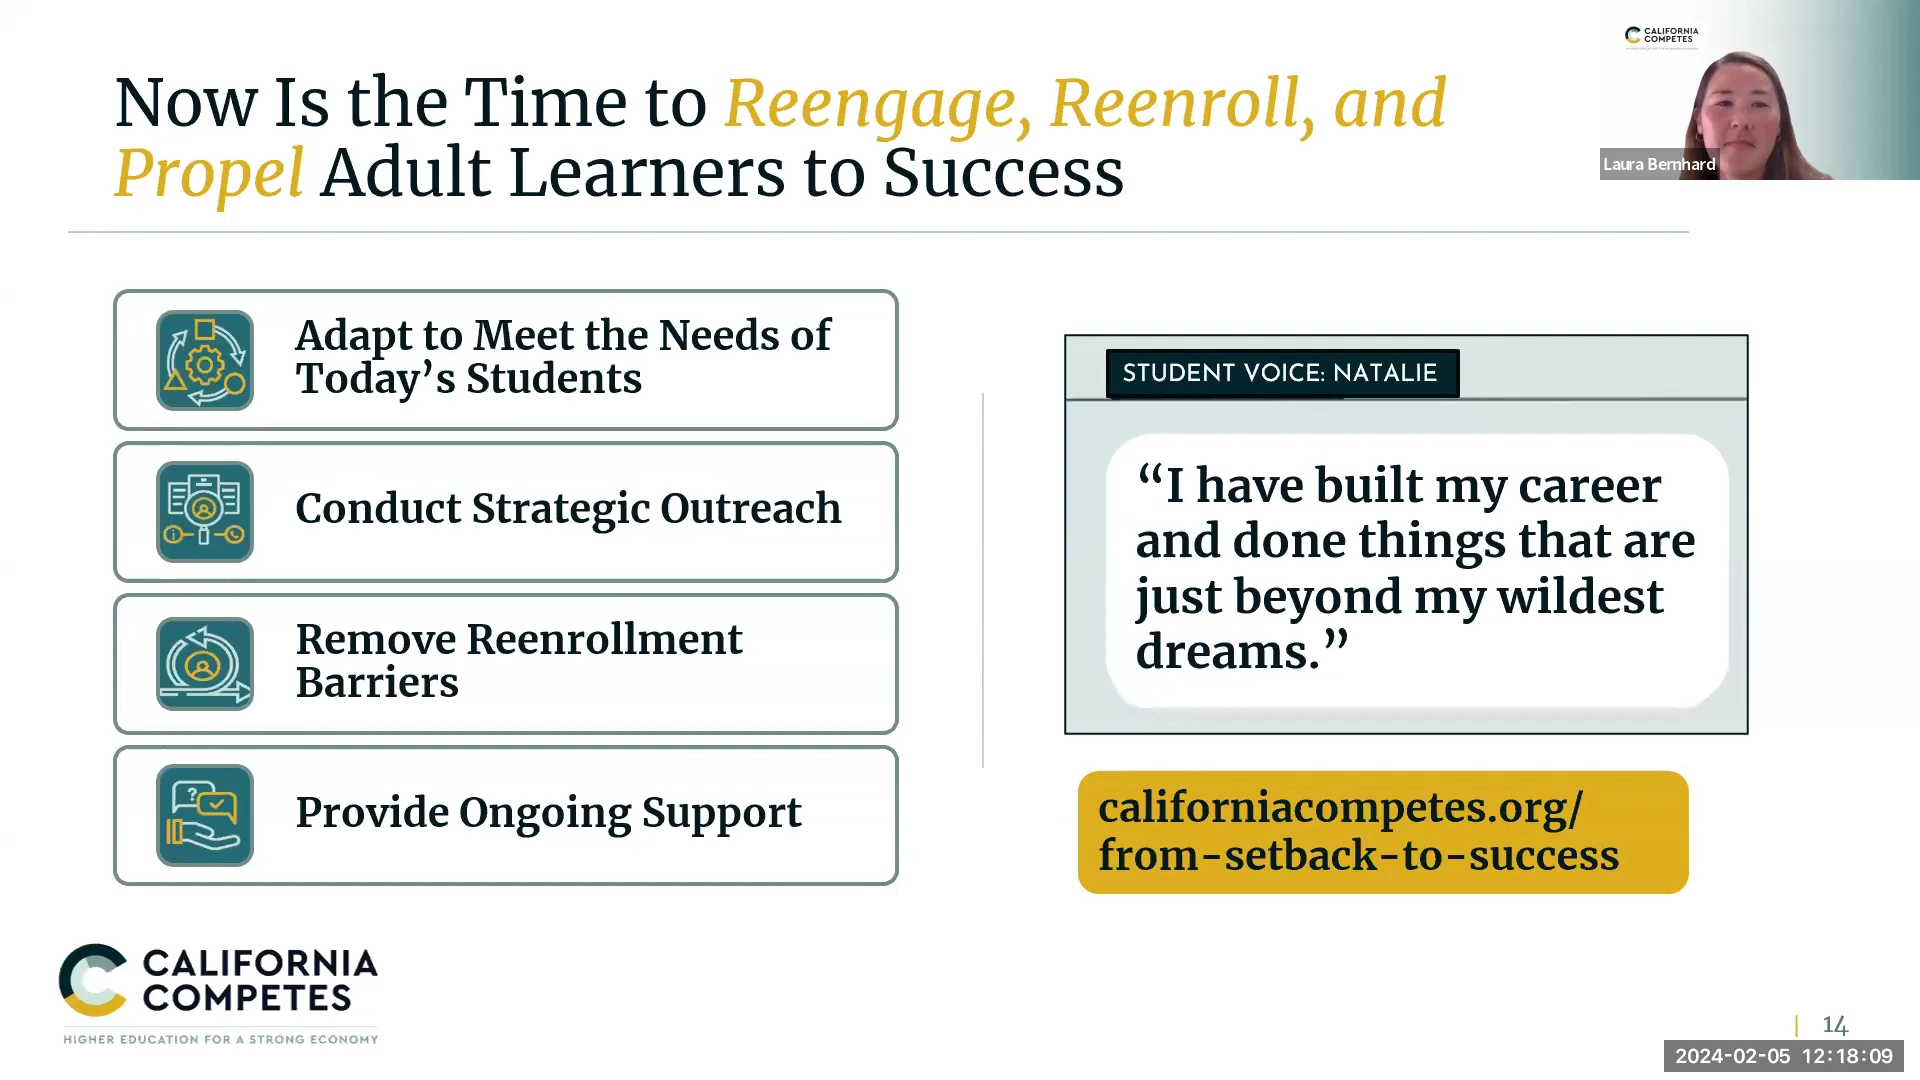 CALIFORNIA
COMPETES
Laura Bernhard
Now Is the Time to Reengage, Reenroll, and
Propel Adult Learners to Success
Adapt to Meet the Needs of
Today’s Students
Conduct Strategic Outreach
Remove Reenrollment
Barriers
Provide Ongoing Support
STUDENT VOICE: NATALIE
“I have built my career
and done things that are
just beyond my wildest
dreams.”
californiacompetes.org/
from-setback-to-success
CALIFORNIA
COMPETES
HIGHER EDUCATION FOR A STRONG ECONOMY
14
2024-02-05 12:18:09